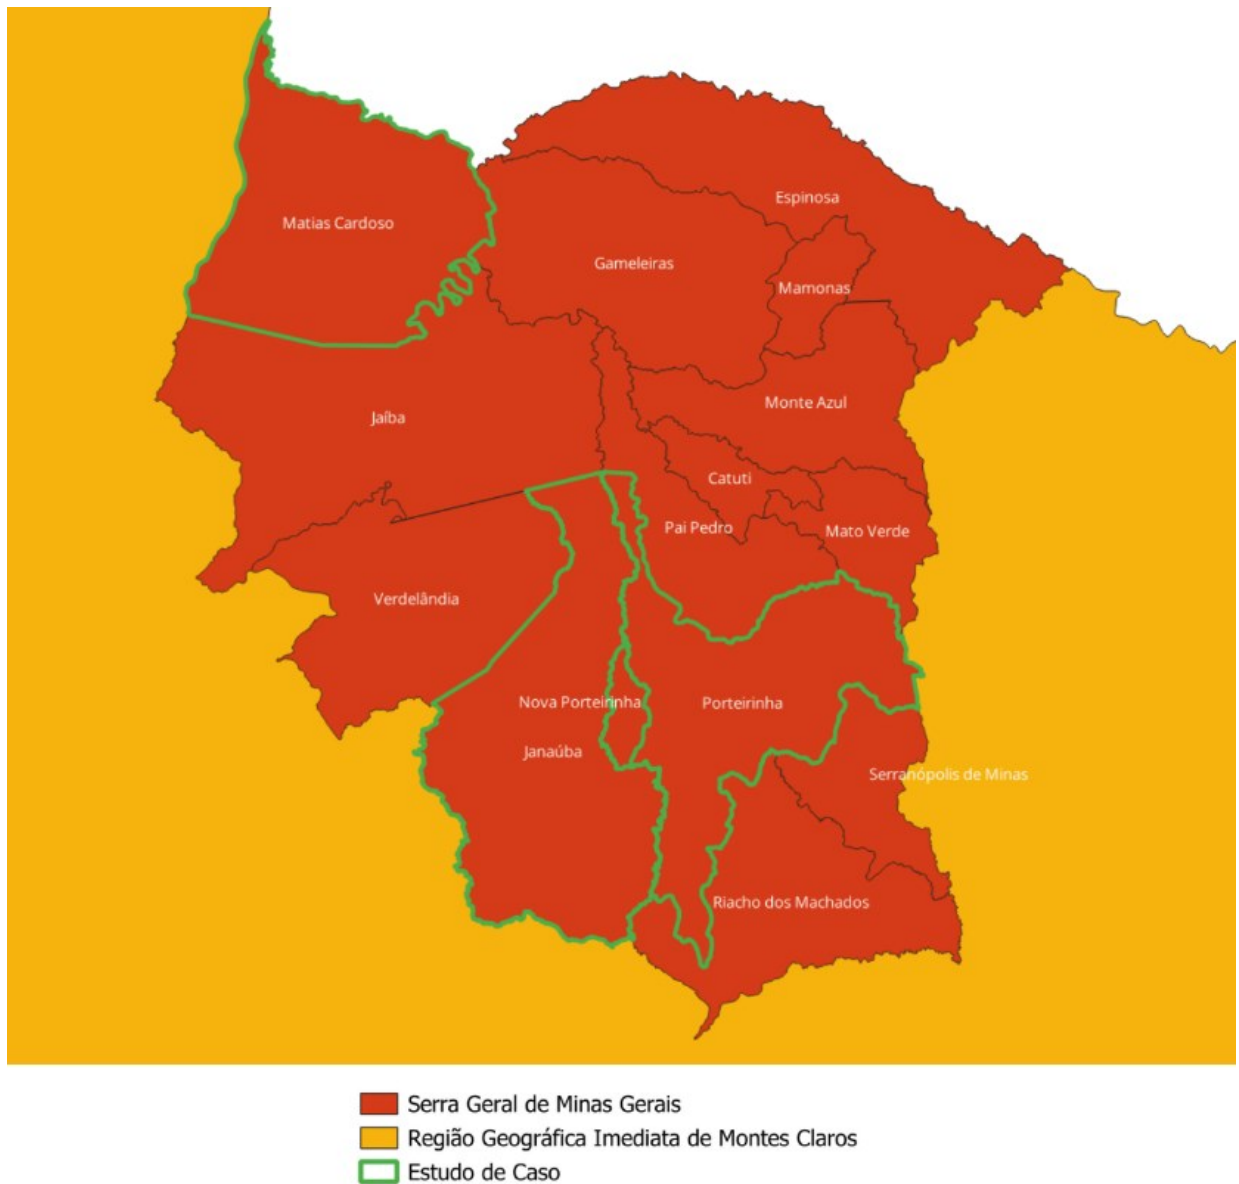 Espinosa
Matias Cardoso
Gameleiras
Mamonas
Monte Azul
Jaíba
Catuti
Pai Pedro
Mato Verde
Verdelândia
Nova Porteirinha
Porteirinha
Janaúba
Serranópolis de Minas
Riacho dos Machados
Serra Geral de Minas Gerais
Região Geográfica Imediata de Montes Claros
Estudo de Caso